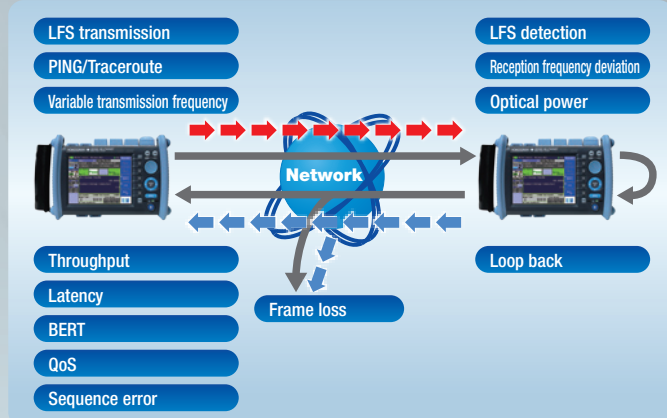 LFS transmission
PING/Traceroute
Variable transmission frequency
LFS detection
Reception frequency deviation
Optical power
Network
Throughput
Latency
BERT
QoS
Sequence error
Frame loss
Loop back